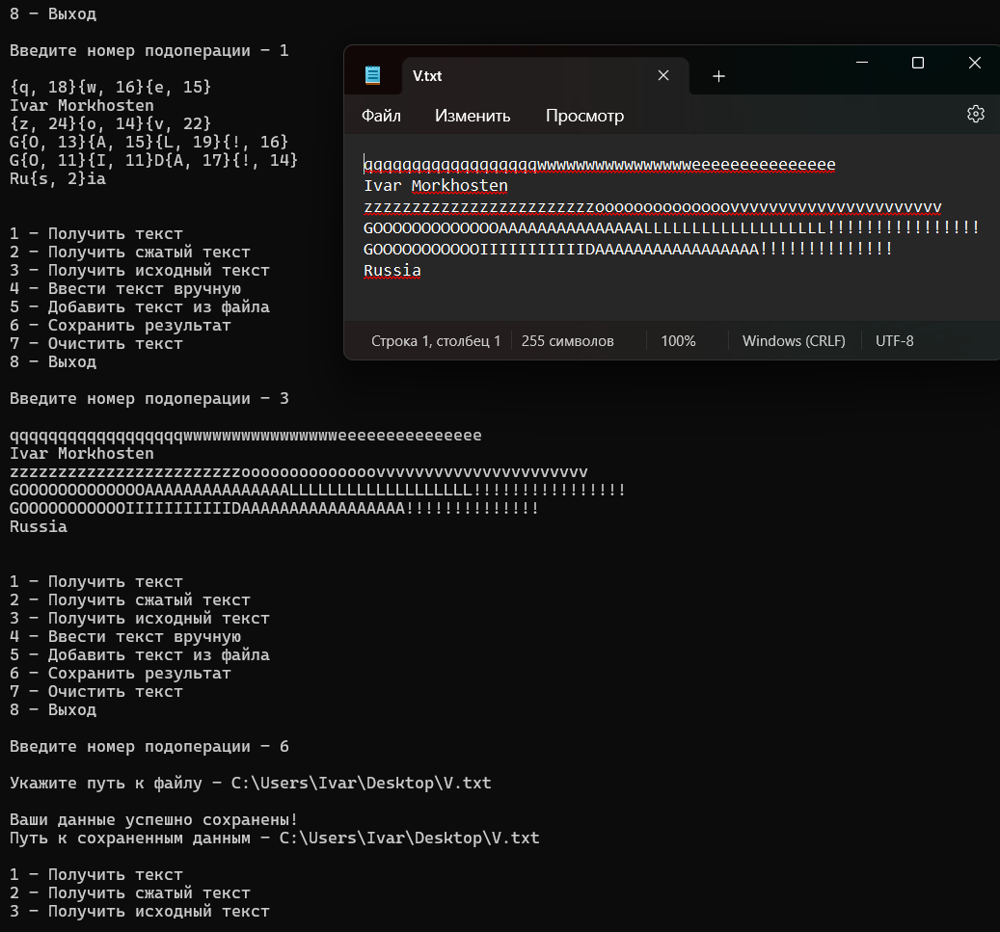 8 – Выход
Введите номер подоперации – 1
{q, 18}{w, 16}{e, 15}
Ivar Morkhosten
{z, 24}{o, 14}{v, 22}
G{O, 13}{A, 15}{L, 19}{!, 16}
G{O, 11}{I, 11}D{A, 17}{!, 14}
Ru{s, 2}ia
1 – Получить текст
2 – Получить сжатый текст
3 – Получить исходный текст
4 – Ввести текст вручную
5 – Добавить текст из файла
6 – Сохранить результат
7 – Очистить текст
8 – Выход
Введите номер подоперации – 3
qqqqqqqqqqqqqqqqqqwwwwwwwwwwwwwwwweeeeeeeeeeeeeee
Ivar Morkhosten
zzzzzzzzzzzzzzzzzzzzzzzzoooooooooooooovvvvvvvvvvvvvvvvvvvvvv
GOOOOOOOOOOOOOAAAAAAAAAAAAAAALLLLLLLLLLLLLLLLLLL!!!!!!!!!!!!!!!!
GOOOOOOOOOOOIIIIIIIIIIIDAAAAAAAAAAAAAAAAA!!!!!!!!!!!!!!
Russia
1 – Получить текст
2 – Получить сжатый текст
3 – Получить исходный текст
4 – Ввести текст вручную
5 – Добавить текст из файла
6 – Сохранить результат
7 – Очистить текст
8 – Выход
Введите номер подоперации – 6
Укажите путь к файлу – C:\Users\Ivar\Desktop\V.txt
Ваши данные успешно сохранены!
Путь к сохраненным данным – C:\Users\Ivar\Desktop\V.txt
1 – Получить текст
2 – Получить сжатый текст
3 – Получить исходный текст
V.txt
Файл Изменить Просмотр
qqqqqqqqqqqqqqqqqqwwwwwwwwwwwwwwwweeeeeeeeeeeeeee
Ivar Morkhosten
zzzzzzzzzzzzzzzzzzzzzzzzoooooooooooooovvvvvvvvvvvvvvvvvvvvvv
GOOOOOOOOOOOOOAAAAAAAAAAAAAAALLLLLLLLLLLLLLLLLLL!!!!!!!!!!!!!!!!
GOOOOOOOOOOOIIIIIIIIIIIDAAAAAAAAAAAAAAAAA!!!!!!!!!!!!!!
Russia
Строка 1, столбец 1 255 символов 100% Windows (CRLF) UTF-8